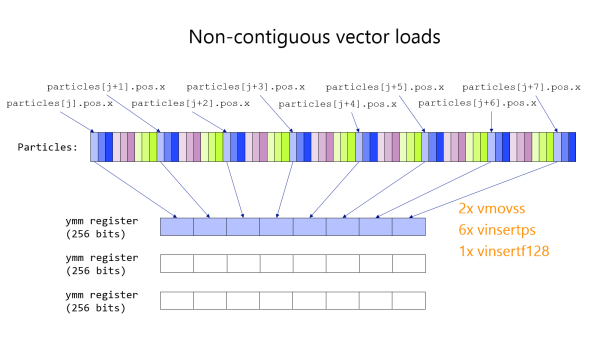 Non-contiguous vector loads
particles[j+1].pos.x
particles[j+3].pos.x
particles[j+5].pos.x
particles[j+7].pos.x
particles[j].pos.x
particles[j+2].pos.x
particles[j+4].pos.x
particles[j+6].pos.x
Particles:
ymm register
(256 bits)
2x vmovss
6x vinsertps
1x vinsertf128
ymm register
(256 bits)
ymm register
(256 bits)